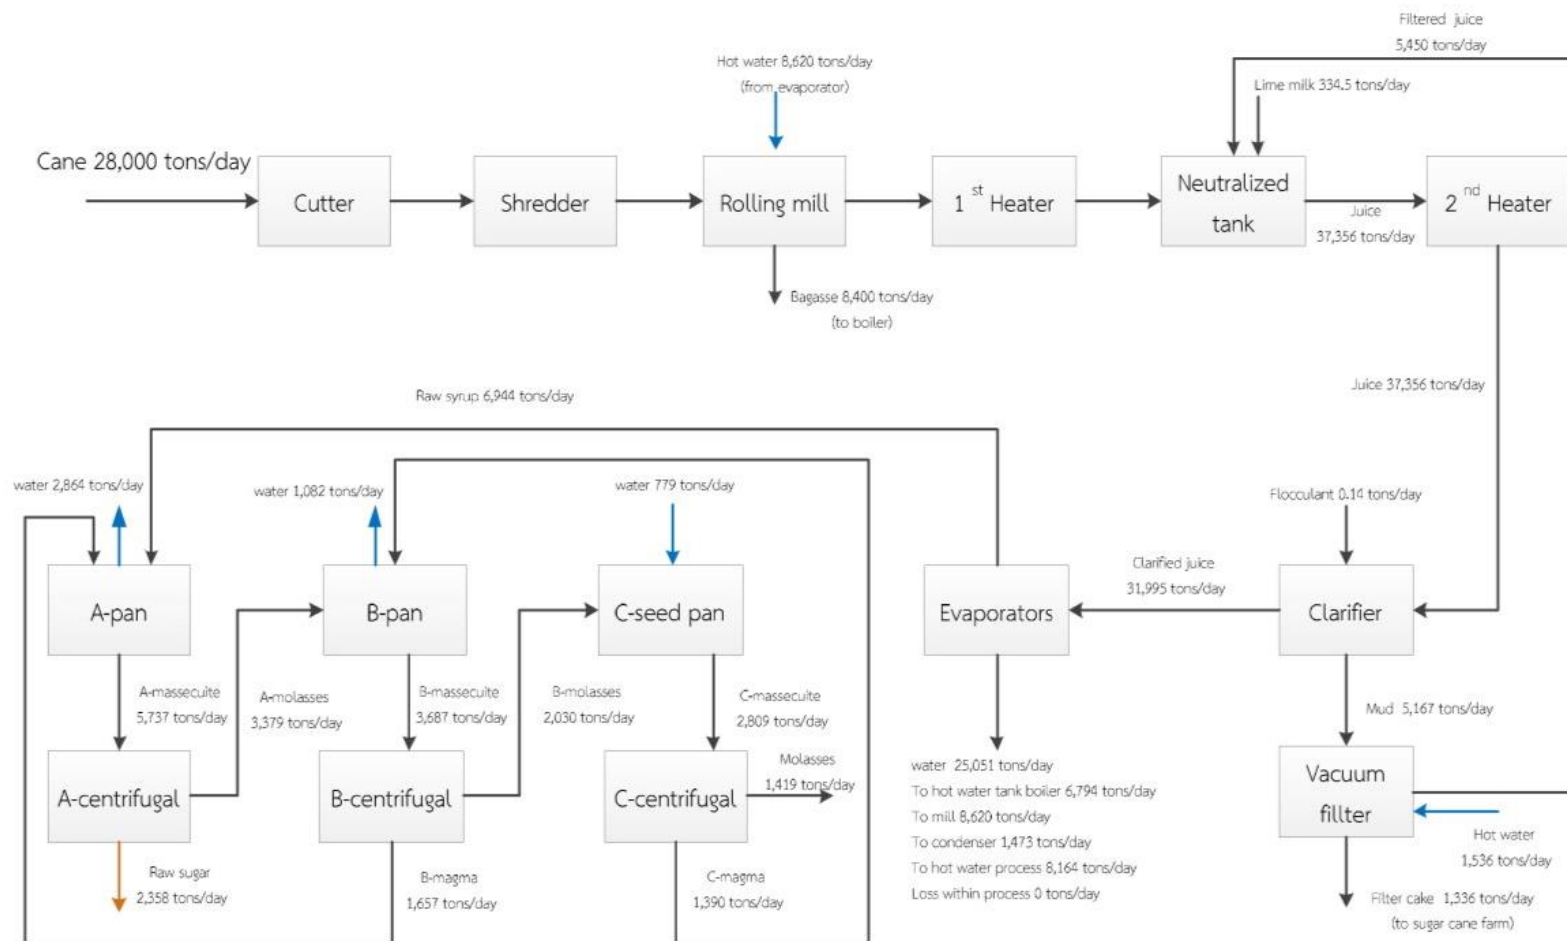 Filtered juice
5,450 tons/day
Hot water 8,620 tons/day
(from evaporator)
Lime milk 334.5 tons/day
Cane 28,000 tons/day
Cutter
Shredder
Rolling mill
1 st Heater
Neutralized
tank
2 nd Heater
Juice
37,356 tons/day
Bagasse 8,400 tons/day
(to boiler)
Juice 37,356 tons/day
Raw syrup 6,944 tons/day
water 2,864 tons/day
water 1,082 tons/day
water 779 tons/day
Flocculant 0.14 tons/day
Clarified juice
31,995 tons/day
A-pan
B-pan
C-seed pan
Evaporators
Clarifier
A-massecuite
5,737 tons/day
A-molasses
3,379 tons/day
B-massecuite
3,687 tons/day
B-molasses
2,030 tons/day
C-massecuite
2,809 tons/day
Mud 5,167 tons/day
Molasses
1,419 tons/day
A-centrifugal
B-centrifugal
C-centrifugal
water 25,051 tons/day
To hot water tank boiler 6,794 tons/day
To mill 8,620 tons/day
To condenser 1,473 tons/day
To hot water process 8,164 tons/day
Loss within process 0 tons/day
Vacuum
fillter
Hot water
1,536 tons/day
Raw sugar
2,358 tons/day
B-magma
1,657 tons/day
C-magma
1,390 tons/day
Filter cake 1,336 tons/day
(to sugar cane farm)